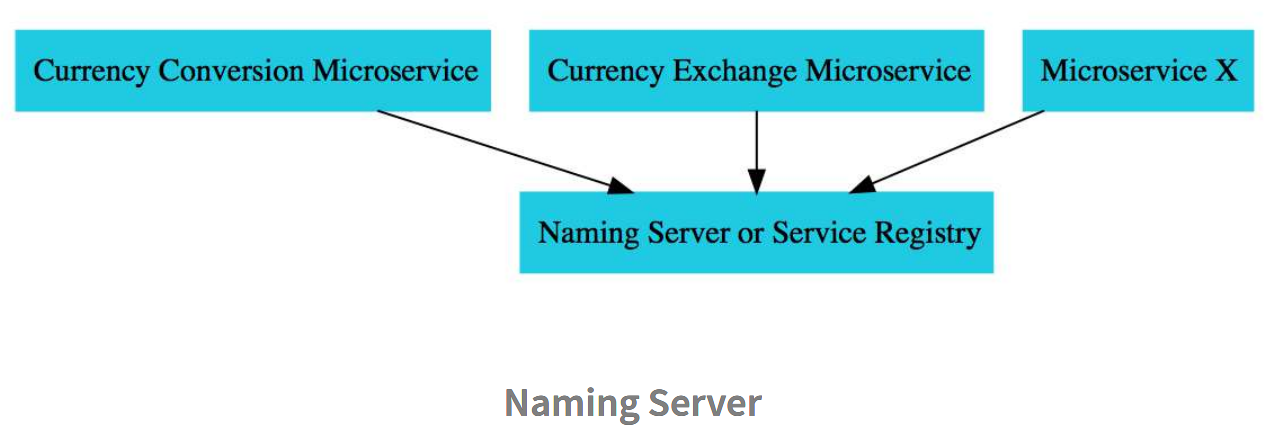 Currency Conversion Microservice
Currency Exchange Microservice
Microservice X
Naming Server or Service Registry
Naming Server